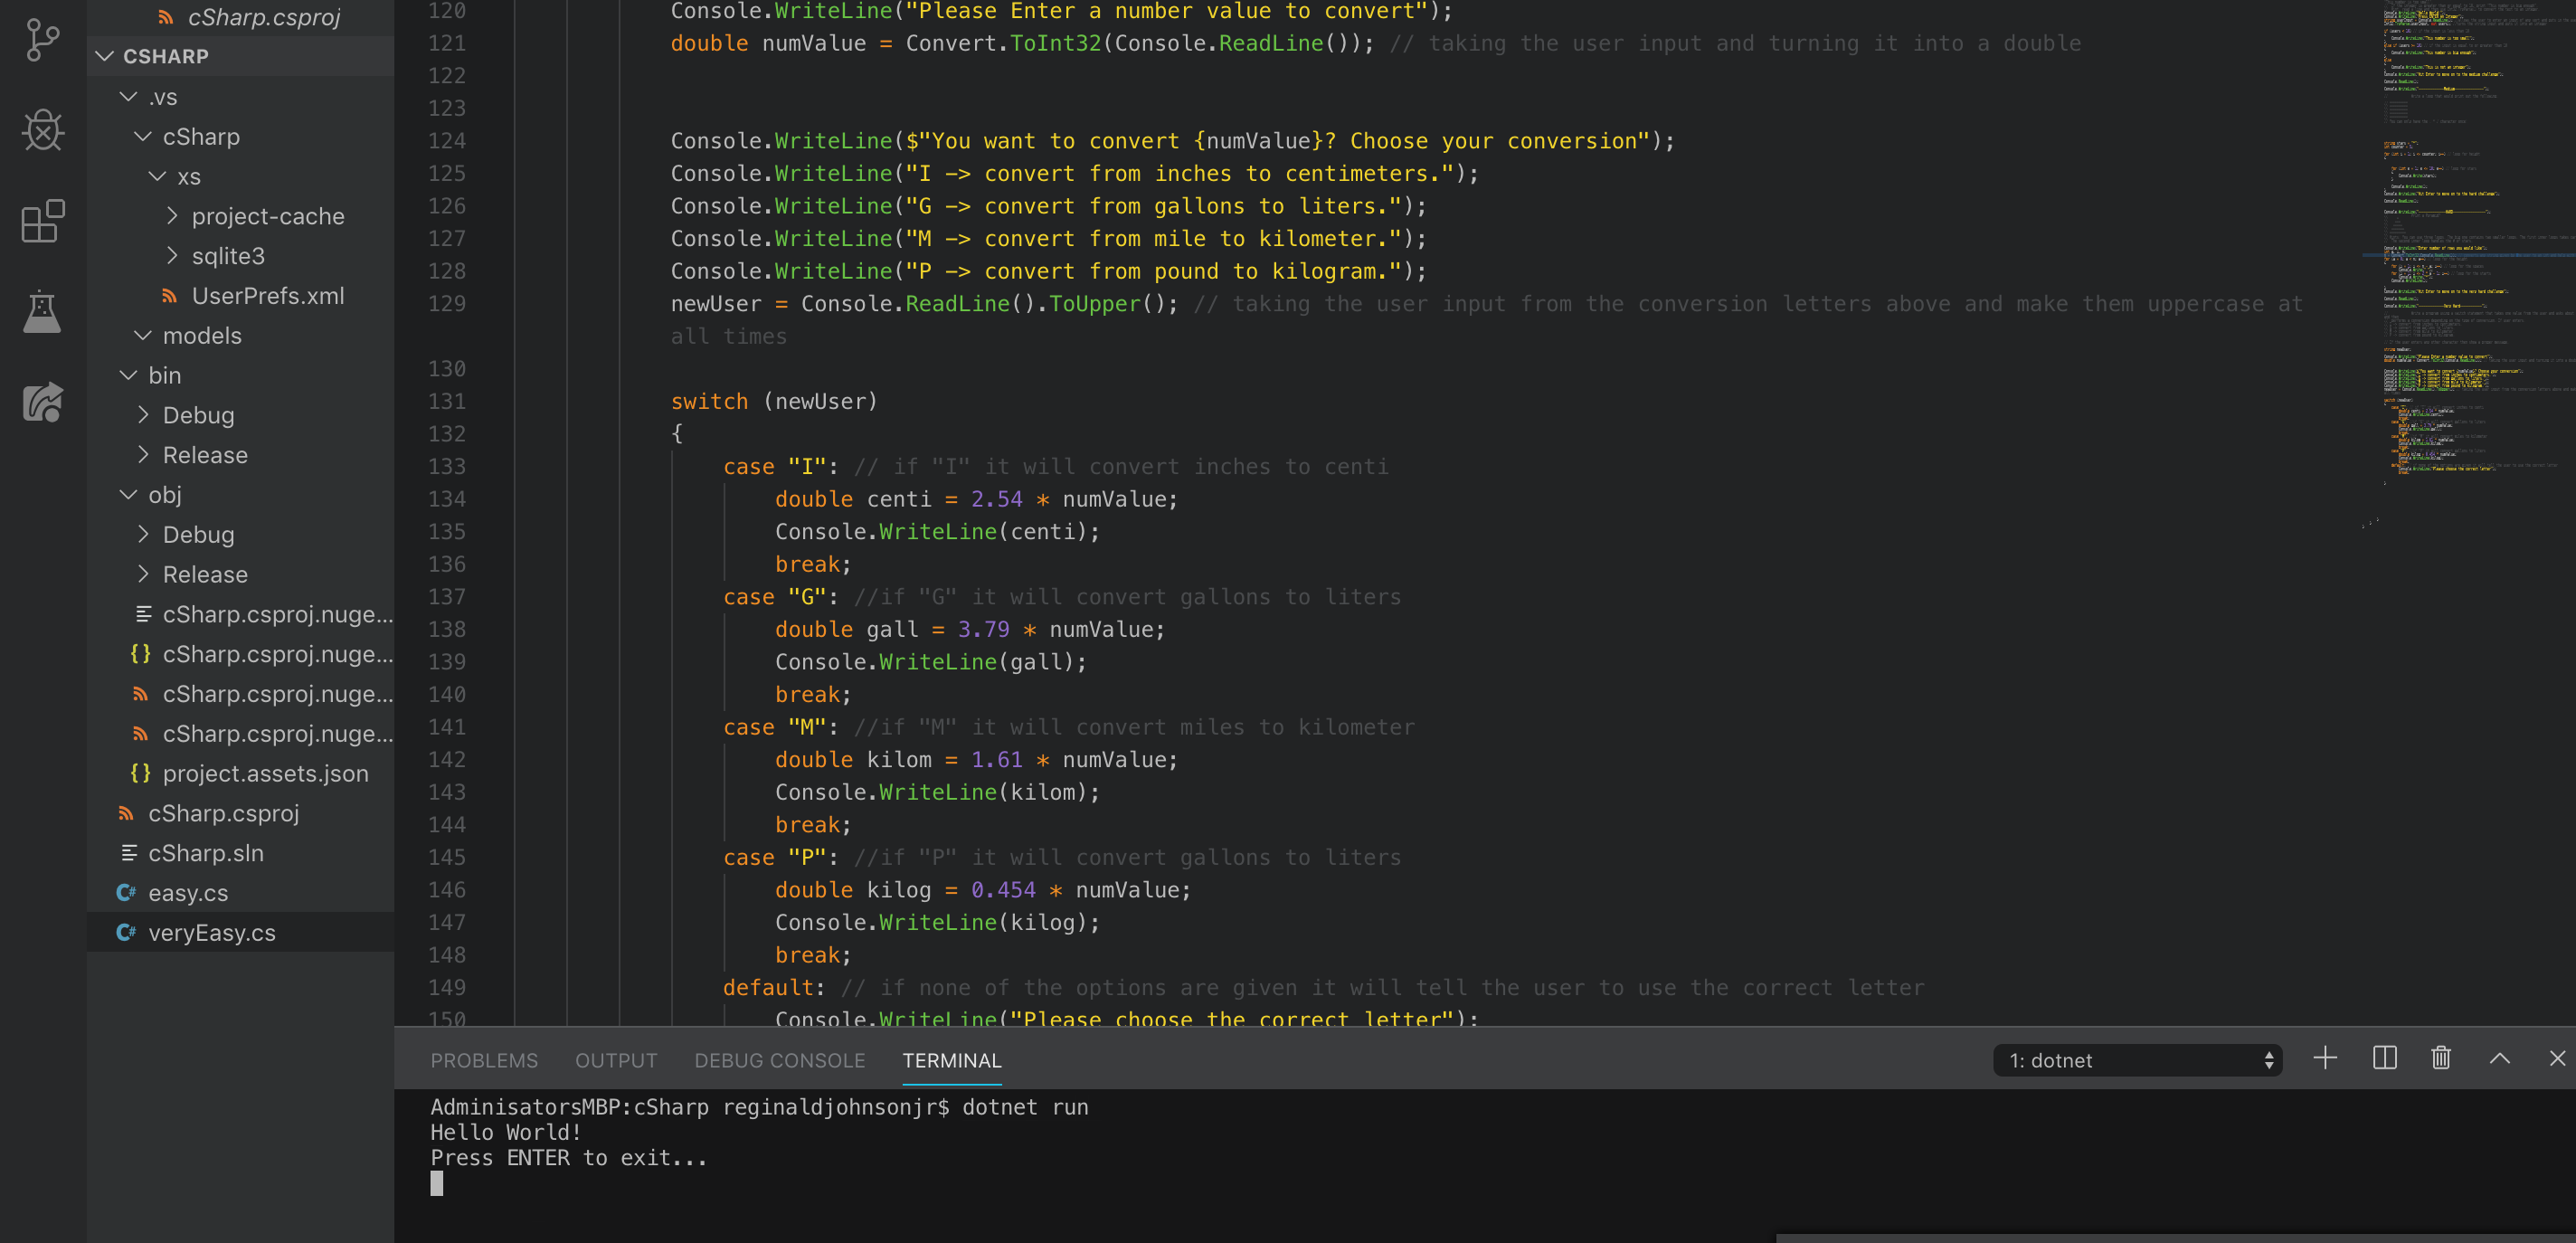 cSharp.csproj
CSHARP
.vs
cSharp
xs
project-cache
sqlite3
UserPrefs.xml
models
bin
Debug
Release
obj
Debug
Release
cSharp.csproj.nuge...
cSharp.csproj.nuge...
cSharp.csproj.nuge...
cSharp.csproj.nuge...
project.assets.json
cSharp.csproj
cSharp.sln
C# easy.cs
C# veryEasy.cs
120 Console.WriteLine("Please Enter a number value to convert");
121 double numValue = Convert.ToInt32(Console.ReadLine()); // taking the user input and turning it into a double
122
123
124 Console.WriteLine($"You want to convert {numValue}? Choose your conversion");
125 Console.WriteLine("I -> convert from inches to centimeters.");
126 Console.WriteLine("G -> convert from gallons to liters.");
127 Console.WriteLine("M -> convert from mile to kilometer.");
128 Console.WriteLine("P -> convert from pound to kilogram.");
129 newUser = Console.ReadLine().ToUpper(); // taking the user input from the conversion letters above and make them uppercase at
all times
130
131 switch (newUser)
132 {
133 case "I": // if "I" it will convert inches to centi
134 double centi = 2.54 * numValue;
135 Console.WriteLine(centi);
136 break;
137 case "G": //if "G" it will convert gallons to liters
138 double gall = 3.79 * numValue;
139 Console.WriteLine(gall);
140 break;
141 case "M": //if "M" it will convert miles to kilometer
142 double kilom = 1.61 * numValue;
143 Console.WriteLine(kilom);
144 break;
145 case "P": //if "P" it will convert gallons to liters
146 double kilog = 0.454 * numValue;
147 Console.WriteLine(kilog);
148 break;
149 default: // if none of the options are given it will tell the user to use the correct letter
150 Console.WriteLine("Please choose the correct letter");
PROBLEMS OUTPUT DEBUG CONSOLE TERMINAL 1: dotnet
AdminisatorsMBP:cSharp reginaldjohnsonjr$ dotnet run
Hello World!
Press ENTER to exit...